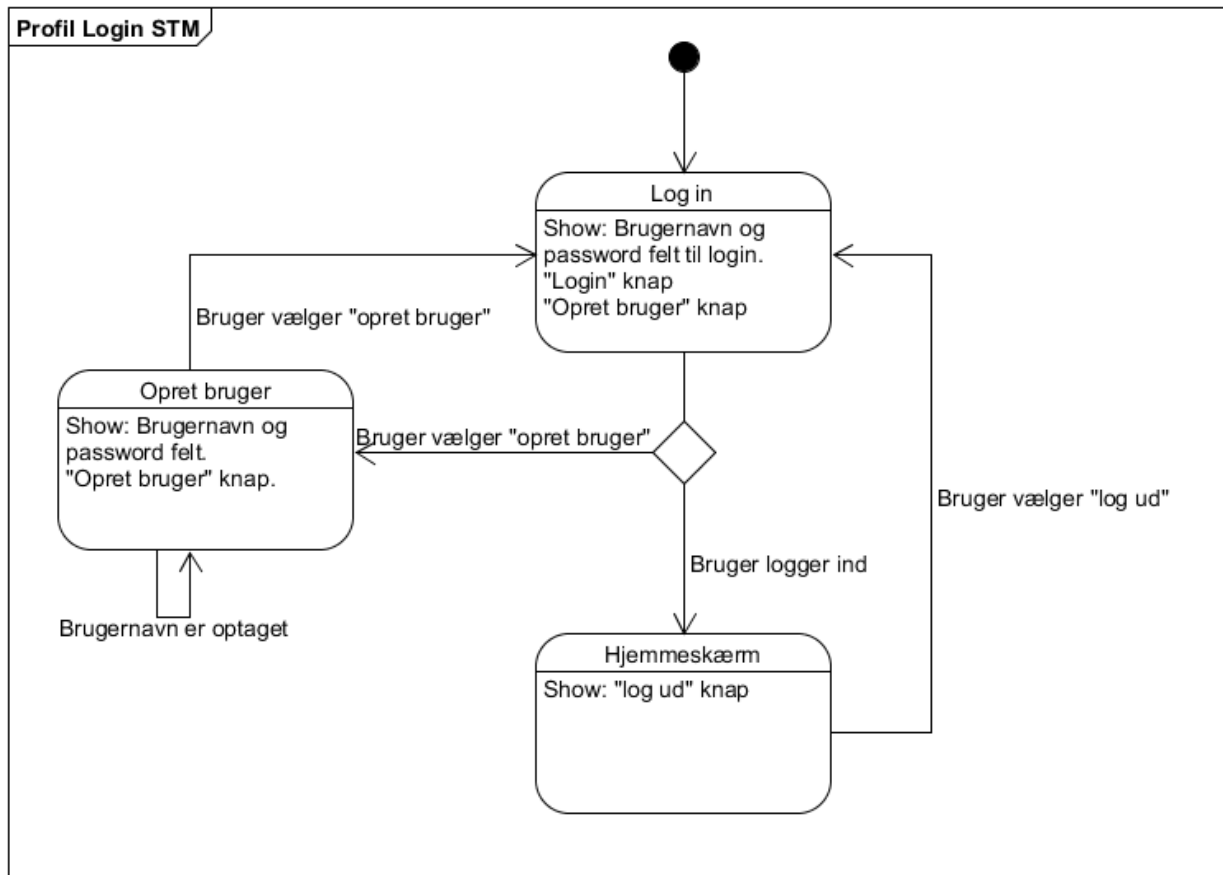 Profil Login STM
Log in
Show: Brugernavn og
password felt til login.
"Login" knap
"Opret bruger" knap
Bruger vælger "opret bruger"
Opret bruger
Show: Brugernavn og
password felt.
"Opret bruger" knap.
Bruger vælger "opret bruger"
Bruger vælger "log ud"
Bruger logger ind
Brugernavn er optaget
Hjemmeskærm
Show: "log ud" knap